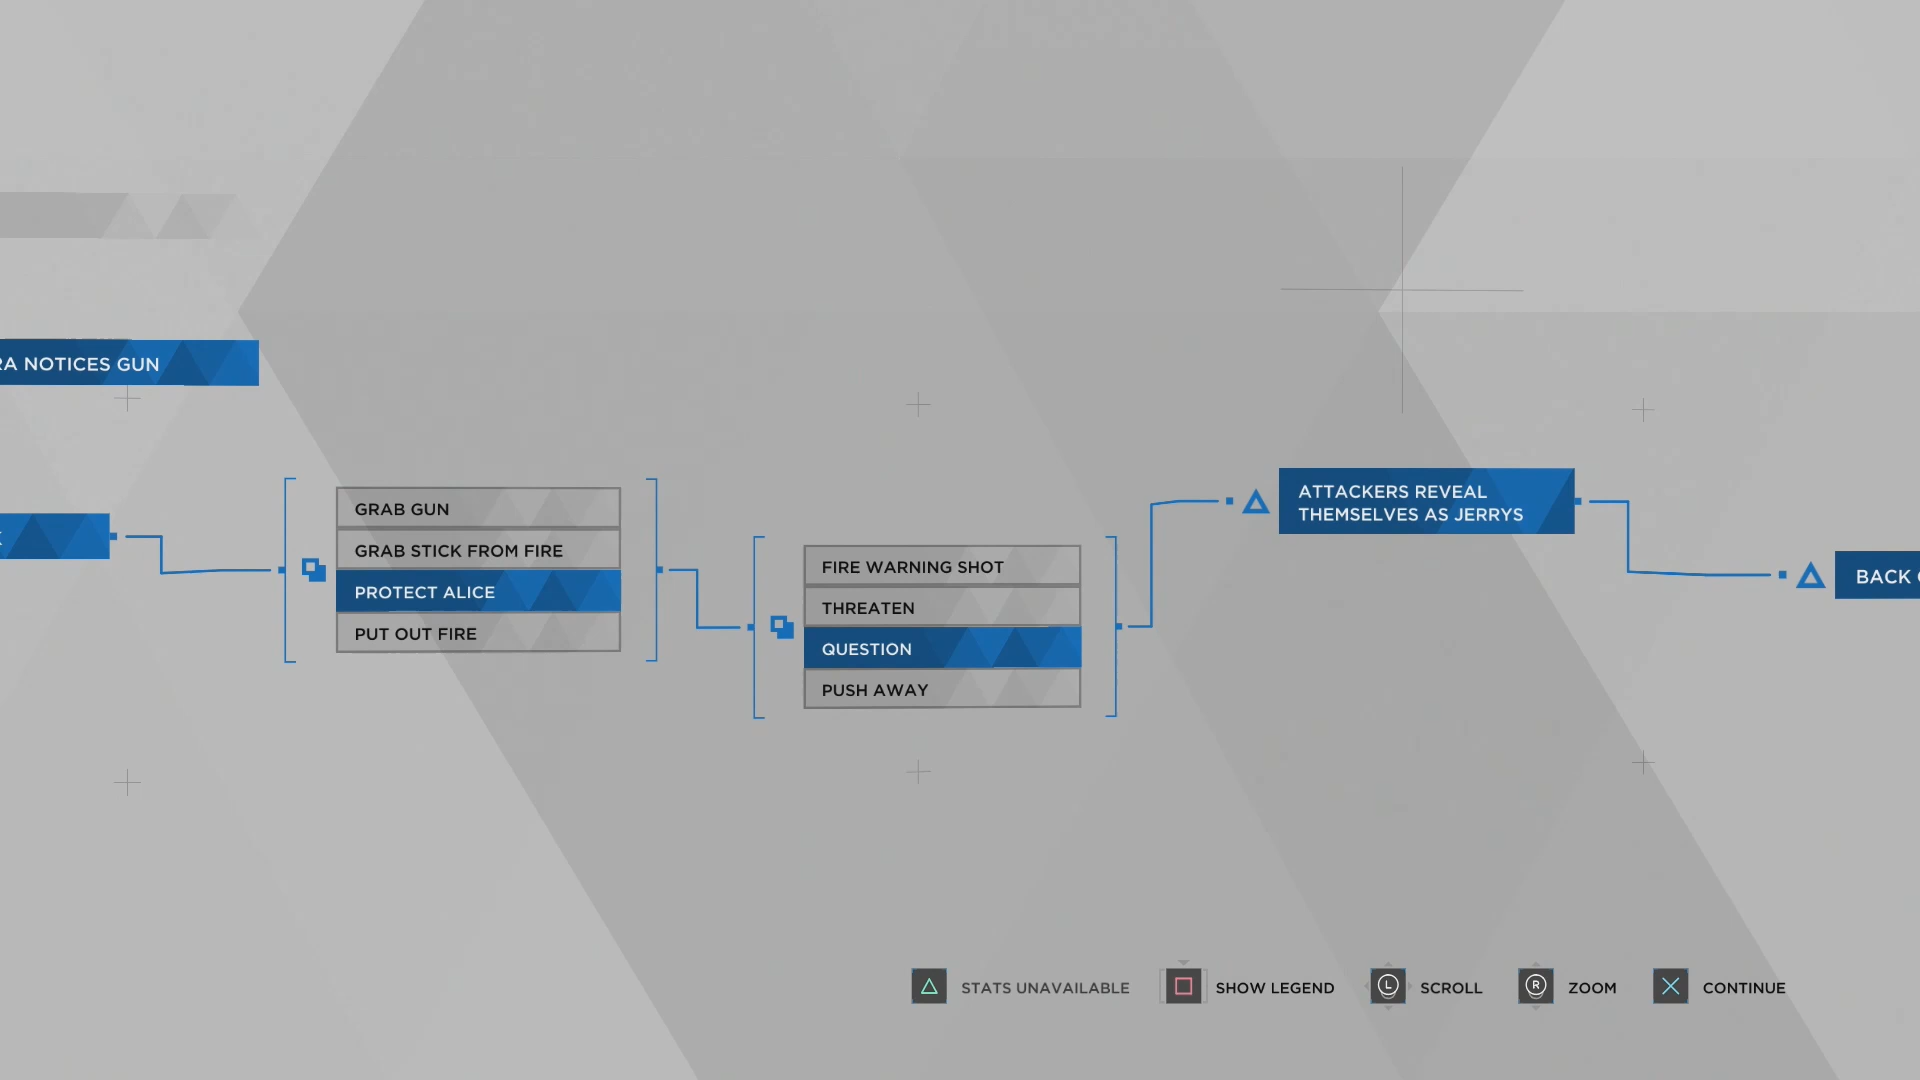 RA NOTICES GUN
GRAB GUN
GRAB STICK FROM FIRE
PROTECT ALICE
PUT OUT FIRE
FIRE WARNING SHOT
THREATEN
QUESTION
PUSH AWAY
ATTACKERS REVEAL
THEMSELVES AS JERRYS
BACK
STATS UNAVAILABLE
SHOW LEGEND
L
SCROLL
R
ZOOM
CONTINUE